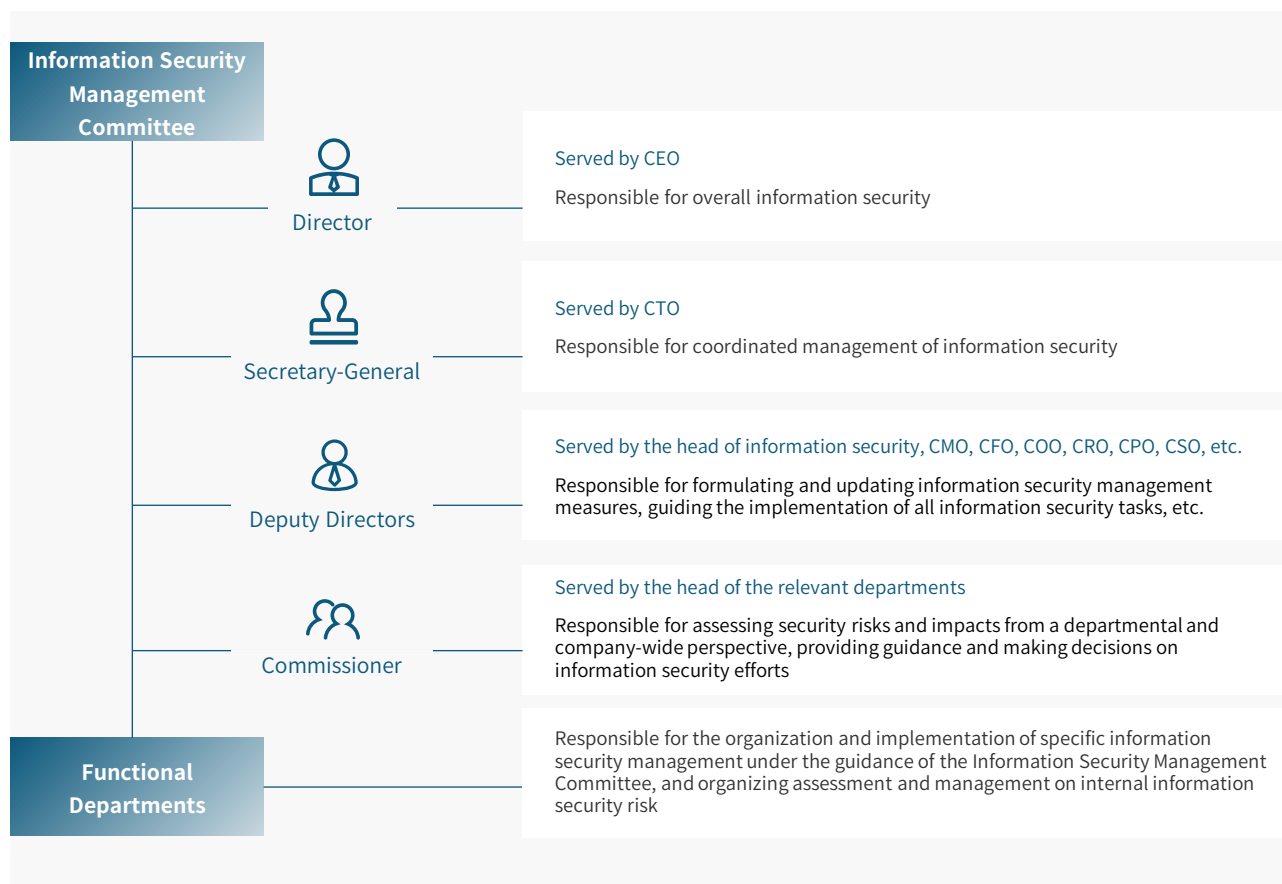 Information Security
Management
Committee
Director
Served by CEO
Responsible for overall information security
Secretary-General
Served by CTO
Responsible for coordinated management of information security
Deputy Directors
Served by the head of information security, CMO, CFO, COO, CRO, CPO, CSO, etc.
Responsible for formulating and updating information security management
measures, guiding the implementation of all information security tasks, etc.
Commissioner
Served by the head of the relevant departments
Responsible for assessing security risks and impacts from a departmental and
company-wide perspective, providing guidance and making decisions on
information security efforts
Functional
Departments
Responsible for the organization and implementation of specific information
security management under the guidance of the Information Security Management
Committee, and organizing assessment and management on internal information
security risk